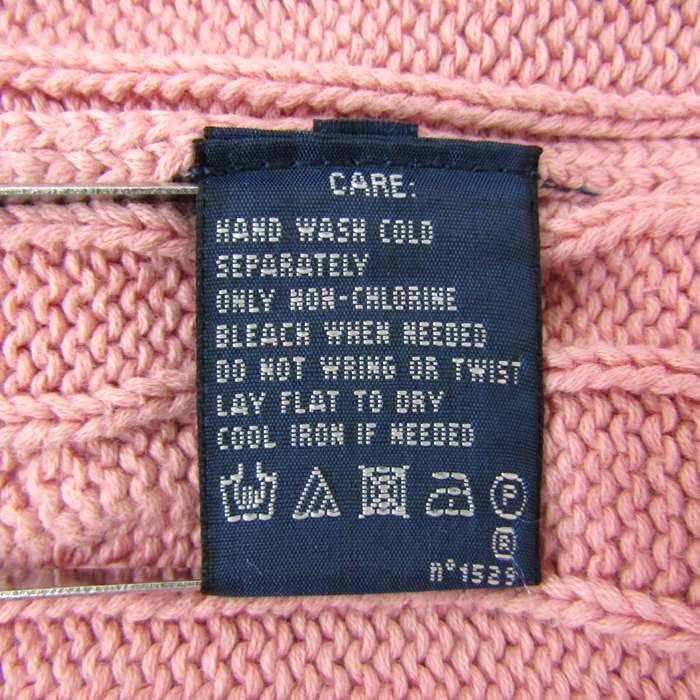 CARE:
HAND WASH COLD
SEPARATELY
ONLY NON-CHLORINE
BLEACH WHEN NEEDED
DO NOT WRING OR TWIST
LAY FLAT TO DRY
COOL IRON IF NEEDED
P
®
n°1529